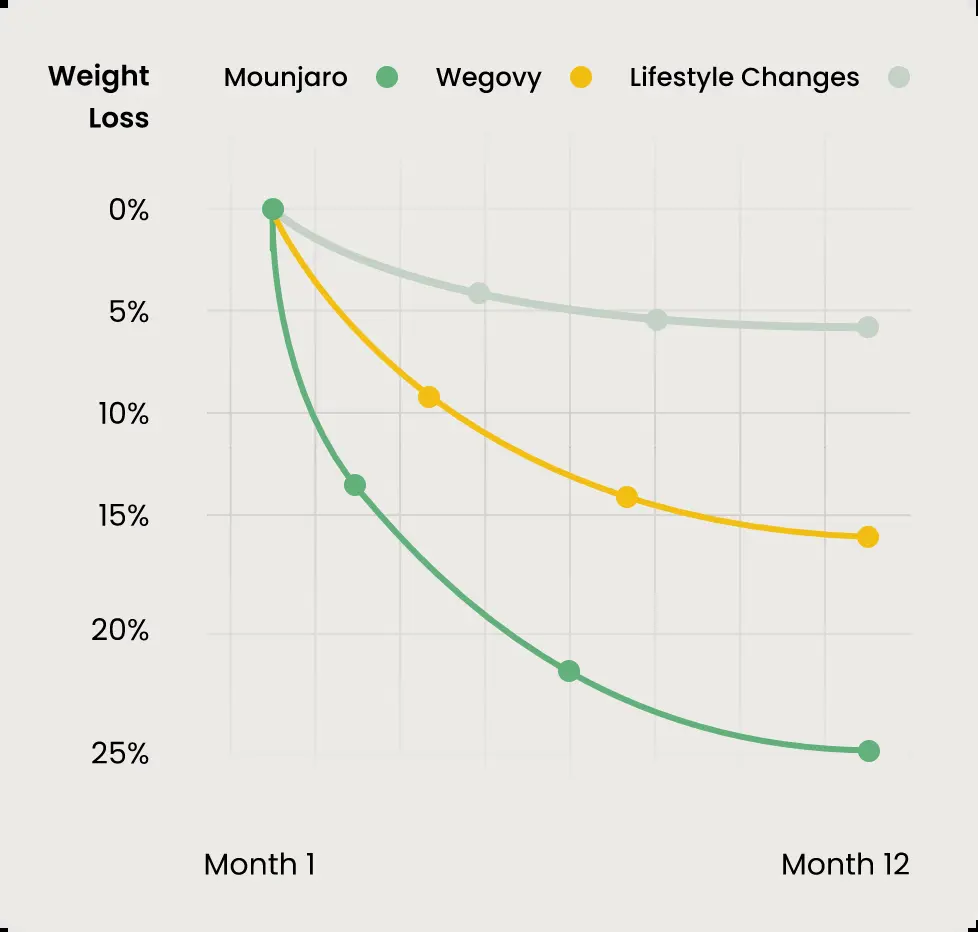 Weight
Loss
Mounjaro
Wegovy
Lifestyle Changes
0%
5%
10%
15%
20%
25%
Month 1
Month 12